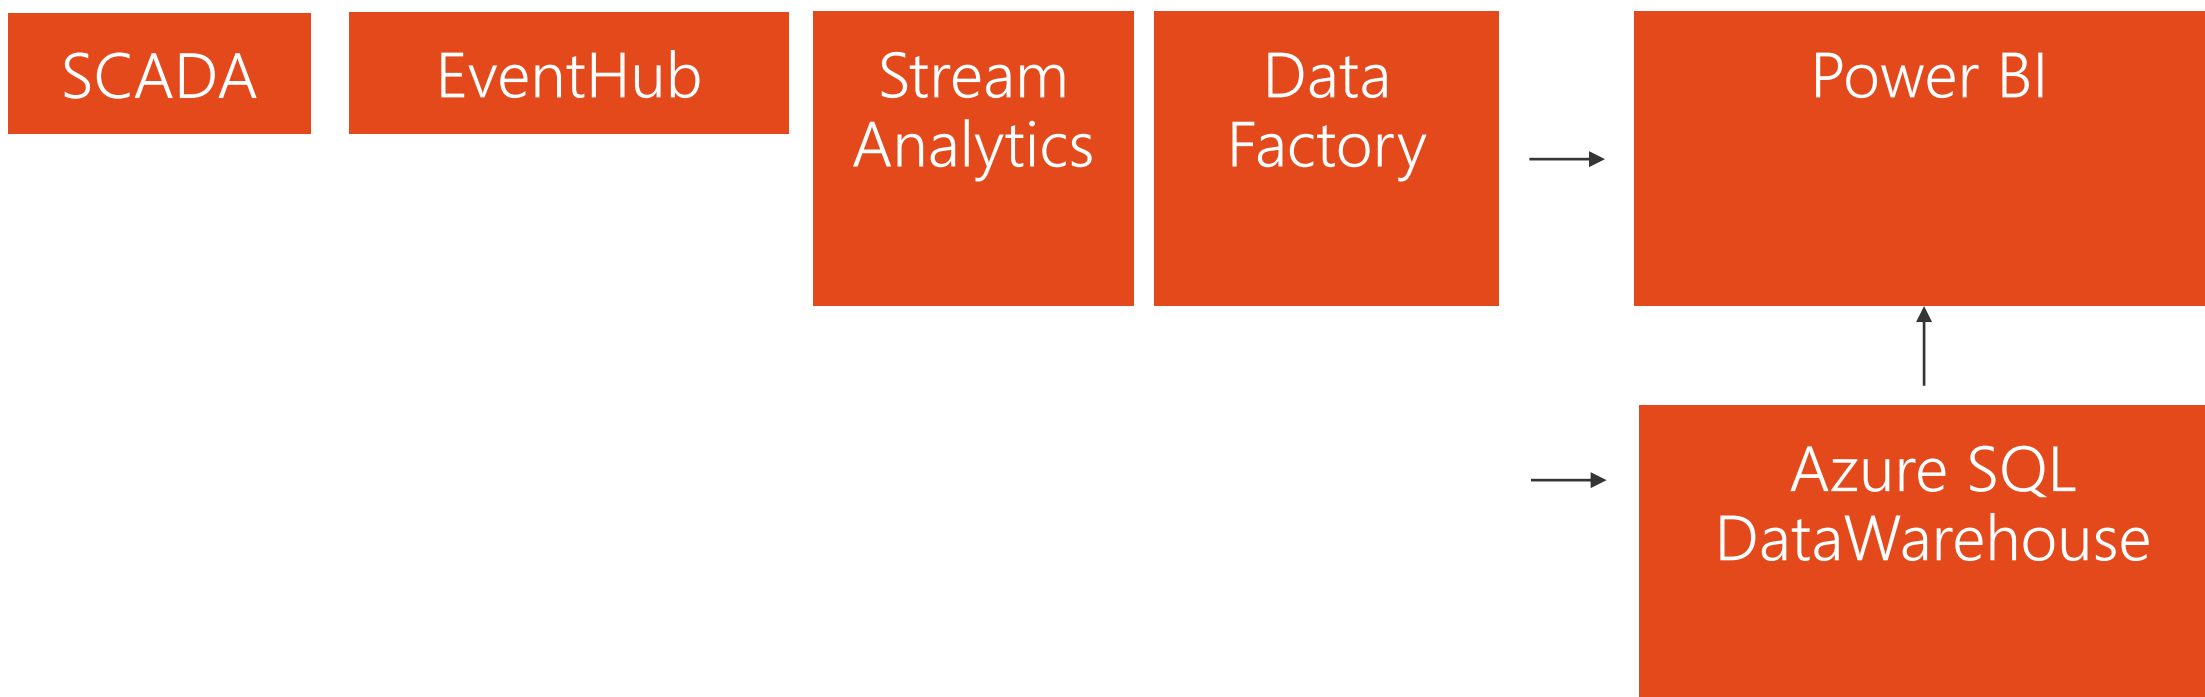 SCADA
EventHub
Stream
Analytics
Data
Factory
Power BI
Azure SQL
DataWarehouse